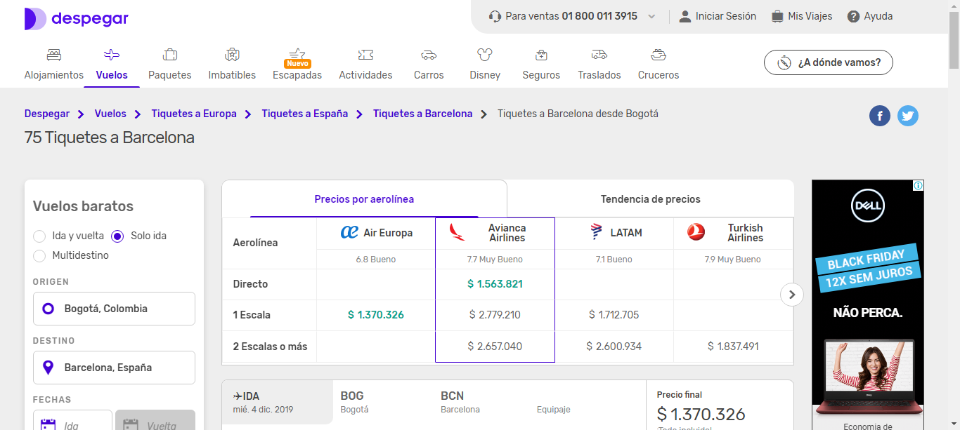 despegar
Para ventas 01 800 011 3915
Iniciar Sesión
Mis Viajes
Ayuda
Alojamientos
Vuelos
Paquetes
Imbatibles
Nuevo
Escapadas
Actividades
Carros
Disney
Seguros
Traslados
Cruceros
¿A dónde vamos?
Despegar > Vuelos > Tiquetes a Europa > Tiquetes a España > Tiquetes a Barcelona > Tiquetes a Barcelona desde Bogotá
75 Tiquetes a Barcelona
Vuelos baratos
Ida y vuelta
Solo ida
Multidestino
ORIGEN
Bogotá, Colombia
DESTINO
Barcelona, España
FECHAS
Ida
Vuelta
Precios por aerolínea
Tendencia de precios
Aerolínea
Air Europa
Avianca Airlines
LATAM
Turkish Airlines
6.8 Bueno
7.7 Muy Bueno
7.1 Bueno
7.9 Muy Bueno
Directo
$ 1.563.821
1 Escala
$ 1.370.326
$ 2.779.210
$ 1.712.705
2 Escalas o más
$ 2.657.040
$ 2.600.934
$ 1.837.491
IDA
mié. 4 dic. 2019
BOG
Bogotá
BCN
Barcelona
Equipaje
Precio final
$ 1.370.326
Todo incluido!
DELL
BLACK FRIDAY
12X SEM JUROS
NÃO PERCA.
Economia de